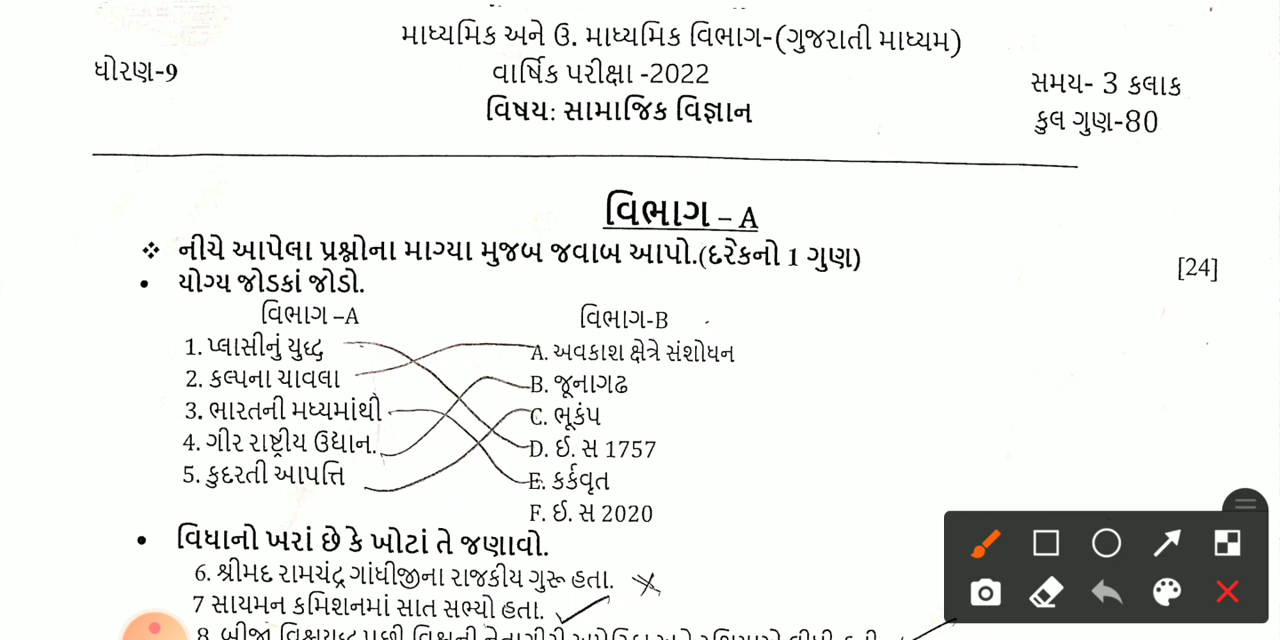 માધ્યમિક અને ઉ. માધ્યમિક વિભાગ-(ગુજરાતી માધ્યમ)
ધોરણ-9
વાર્ષિક પરીક્ષા -2022
સમય- 3 કલાક
વિષય: સામાજિક વિજ્ઞાન
કુલ ગુણ-80
વિભાગ – A
❖ નીચે આપેલા પ્રશ્નોના માગ્યા મુજબ જવાબ આપો.(દરેકનો 1 ગુણ)
[24]
• યોગ્ય જોડકાં જોડો.
વિભાગ –A
વિભાગ-B
1. પ્લાસીનું યુધ્ધ
A. અવકાશ ક્ષેત્રે સંશોધન
2. કલ્પના ચાવલા
B. જૂનાગઢ
3. ભારતની મધ્યમાંથી
C. ભૂકંપ
4. ગીર રાષ્ટ્રીય ઉદ્યાન.
D. ઈ. સ 1757
5. કુદરતી આપત્તિ
E. કર્કવૃત
F. ઈ. સ 2020
• વિધાનો ખરાં છે કે ખોટાં તે જણાવો.
6. શ્રીમદ રામચંદ્ર ગાંધીજીના રાજકીય ગુરૂ હતા.
7 સાયમન કમિશનમાં સાત સભ્યો હતા.